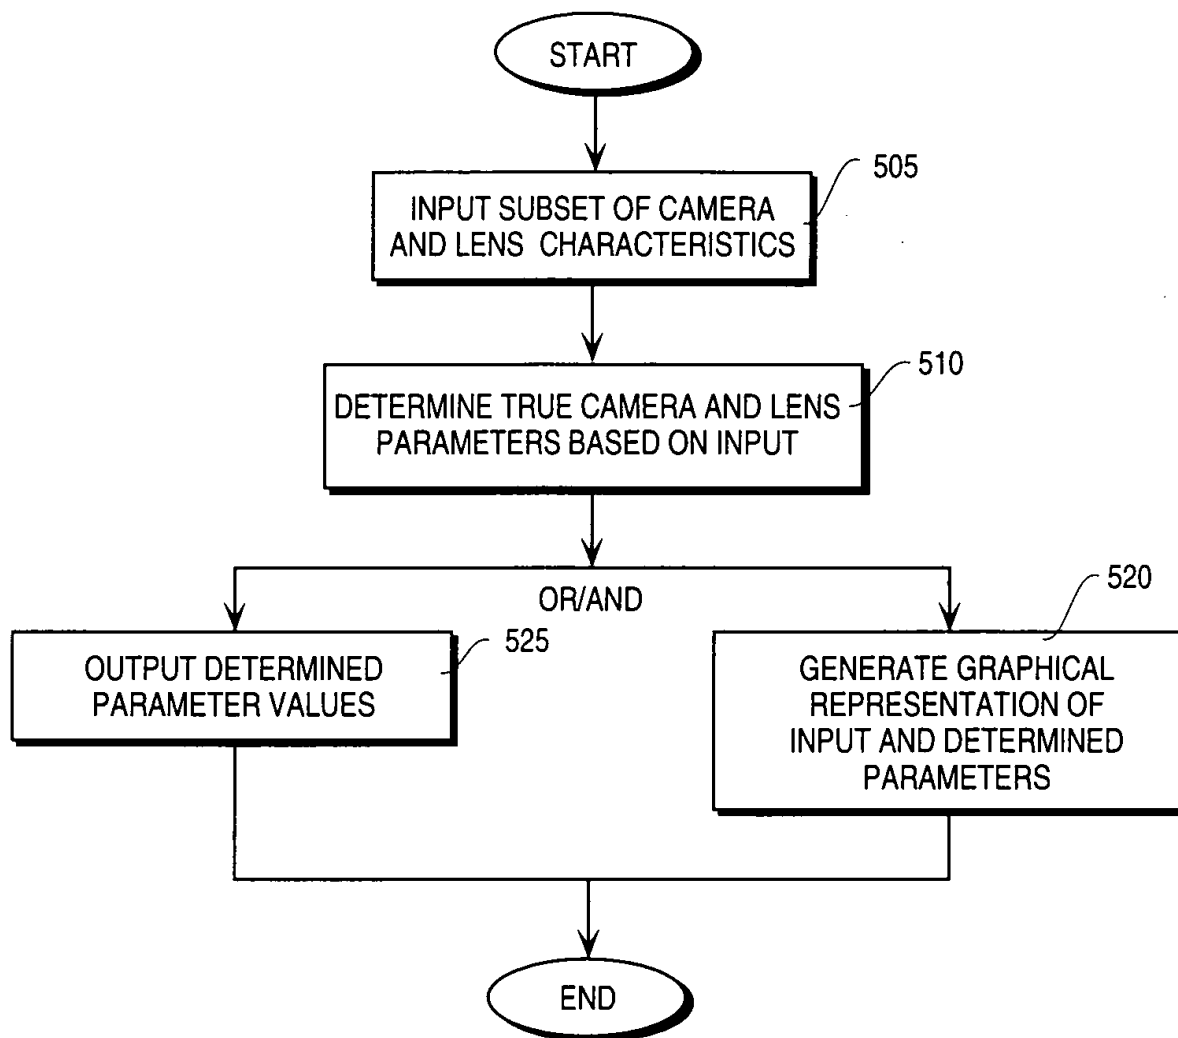 START
505
INPUT SUBSET OF CAMERA
AND LENS CHARACTERISTICS
510
DETERMINE TRUE CAMERA AND LENS
PARAMETERS BASED ON INPUT
OR/AND
525
OUTPUT DETERMINED
PARAMETER VALUES
520
GENERATE GRAPHICAL
REPRESENTATION OF
INPUT AND DETERMINED
PARAMETERS
END